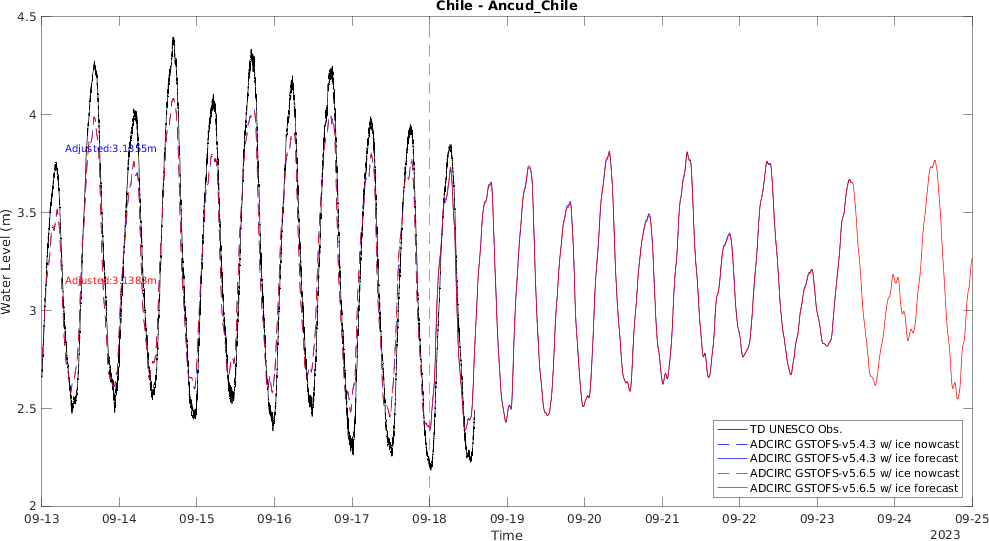 Chile - Ancud_Chile
4.5
4
3.5
3
2.5
2
Water Level (m)
Adjusted:3.1355m
Adjusted:3.1383m
TD UNESCO Obs.
ADCIRC GSTOFS-v5.4.3 w/ ice nowcast
ADCIRC GSTOFS-v5.4.3 w/ ice forecast
ADCIRC GSTOFS-v5.6.5 w/ ice nowcast
ADCIRC GSTOFS-v5.6.5 w/ ice forecast
09-13 09-14 09-15 09-16 09-17 09-18 09-19 09-20 09-21 09-22 09-23 09-24 09-25
Time
2023